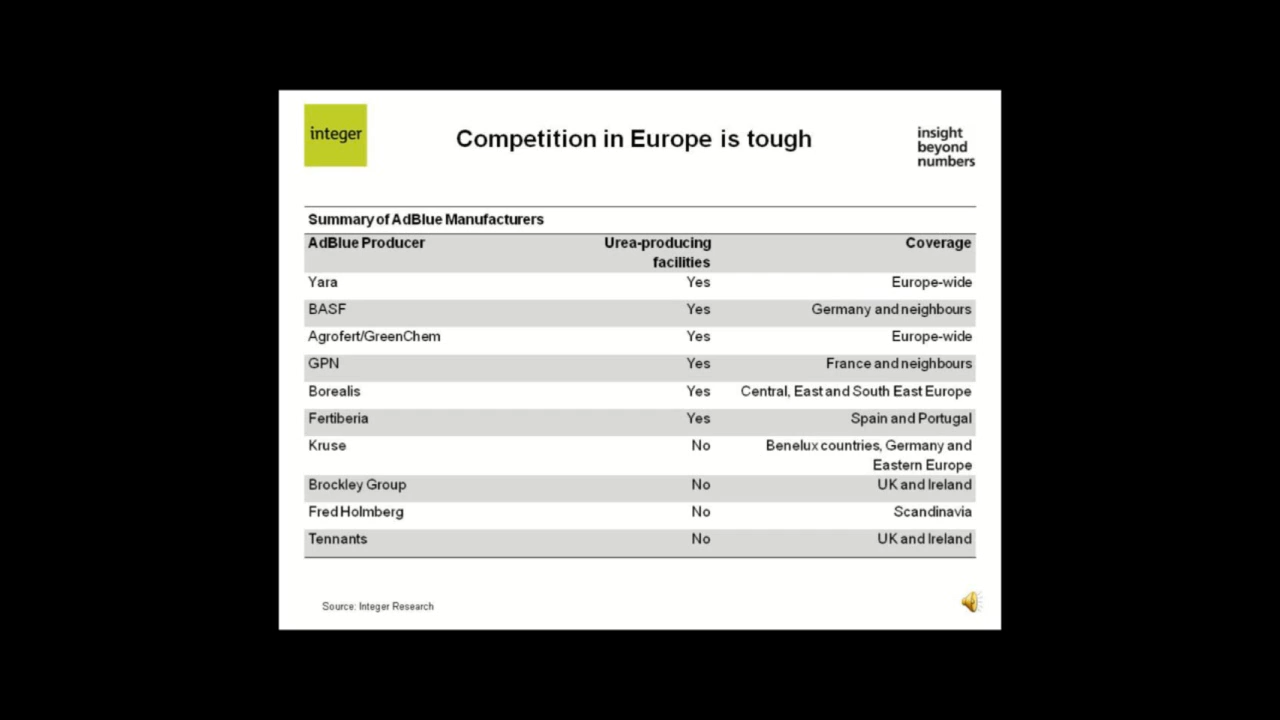 integer
Competition in Europe is tough
insight
beyond
numbers
Summary of AdBlue Manufacturers
AdBlue Producer Urea-producing facilities Coverage
Yara Yes Europe-wide
BASF Yes Germany and neighbours
Agrofert/GreenChem Yes Europe-wide
GPN Yes France and neighbours
Borealis Yes Central, East and South East Europe
Fertiberia Yes Spain and Portugal
Kruse No Benelux countries, Germany and
Eastern Europe
Brockley Group No UK and Ireland
Fred Holmberg No Scandinavia
Tennants No UK and Ireland
Source: Integer Research